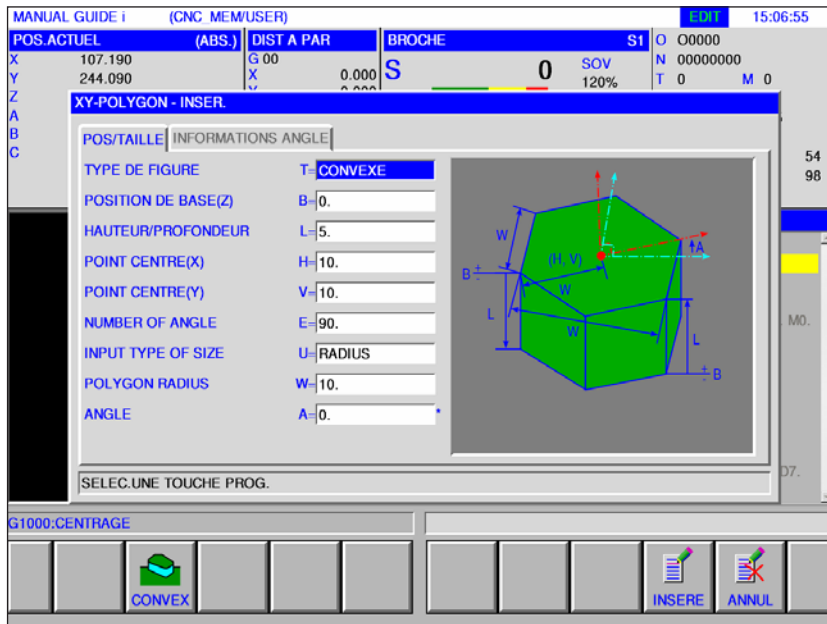 MANUAL GUIDE i (CNC_MEM/USER) EDIT 15:06:55
POS.ACTUEL (ABS.) DIST A PAR BROCHE S1 O O0000
X 107.190 G 00 S 0 SOV N 00000000
Y 244.090 X 0.000 120% T 0 M 0
Z
A
B
C
54
98
XY-POLYGON - INSER.
POS/TAILLE INFORMATIONS ANGLE
TYPE DE FIGURE T=CONVEXE
POSITION DE BASE(Z) B=0.
HAUTEUR/PROFONDEUR L=5.
POINT CENTRE(X) H=10.
POINT CENTRE(Y) V=10.
NUMBER OF ANGLE E=90.
INPUT TYPE OF SIZE U=RADIUS
POLYGON RADIUS W=10.
ANGLE A=0. *
W
(H, V)
A
B + -
W
L
W
L
+ - B
M0.
D7.
SELEC.UNE TOUCHE PROG.
G1000:CENTRAGE
CONVEX INSERE ANNUL